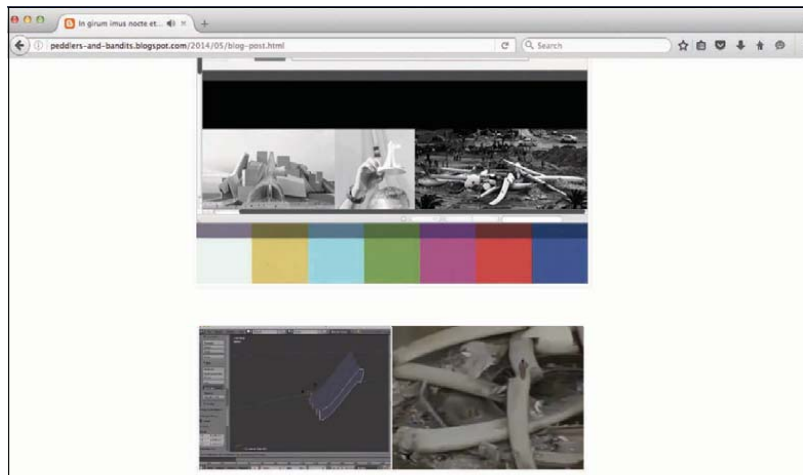 In girum imus nocte et...
peddlers-and-bandits.blogspot.com/2014/05/blog-post.html
Search